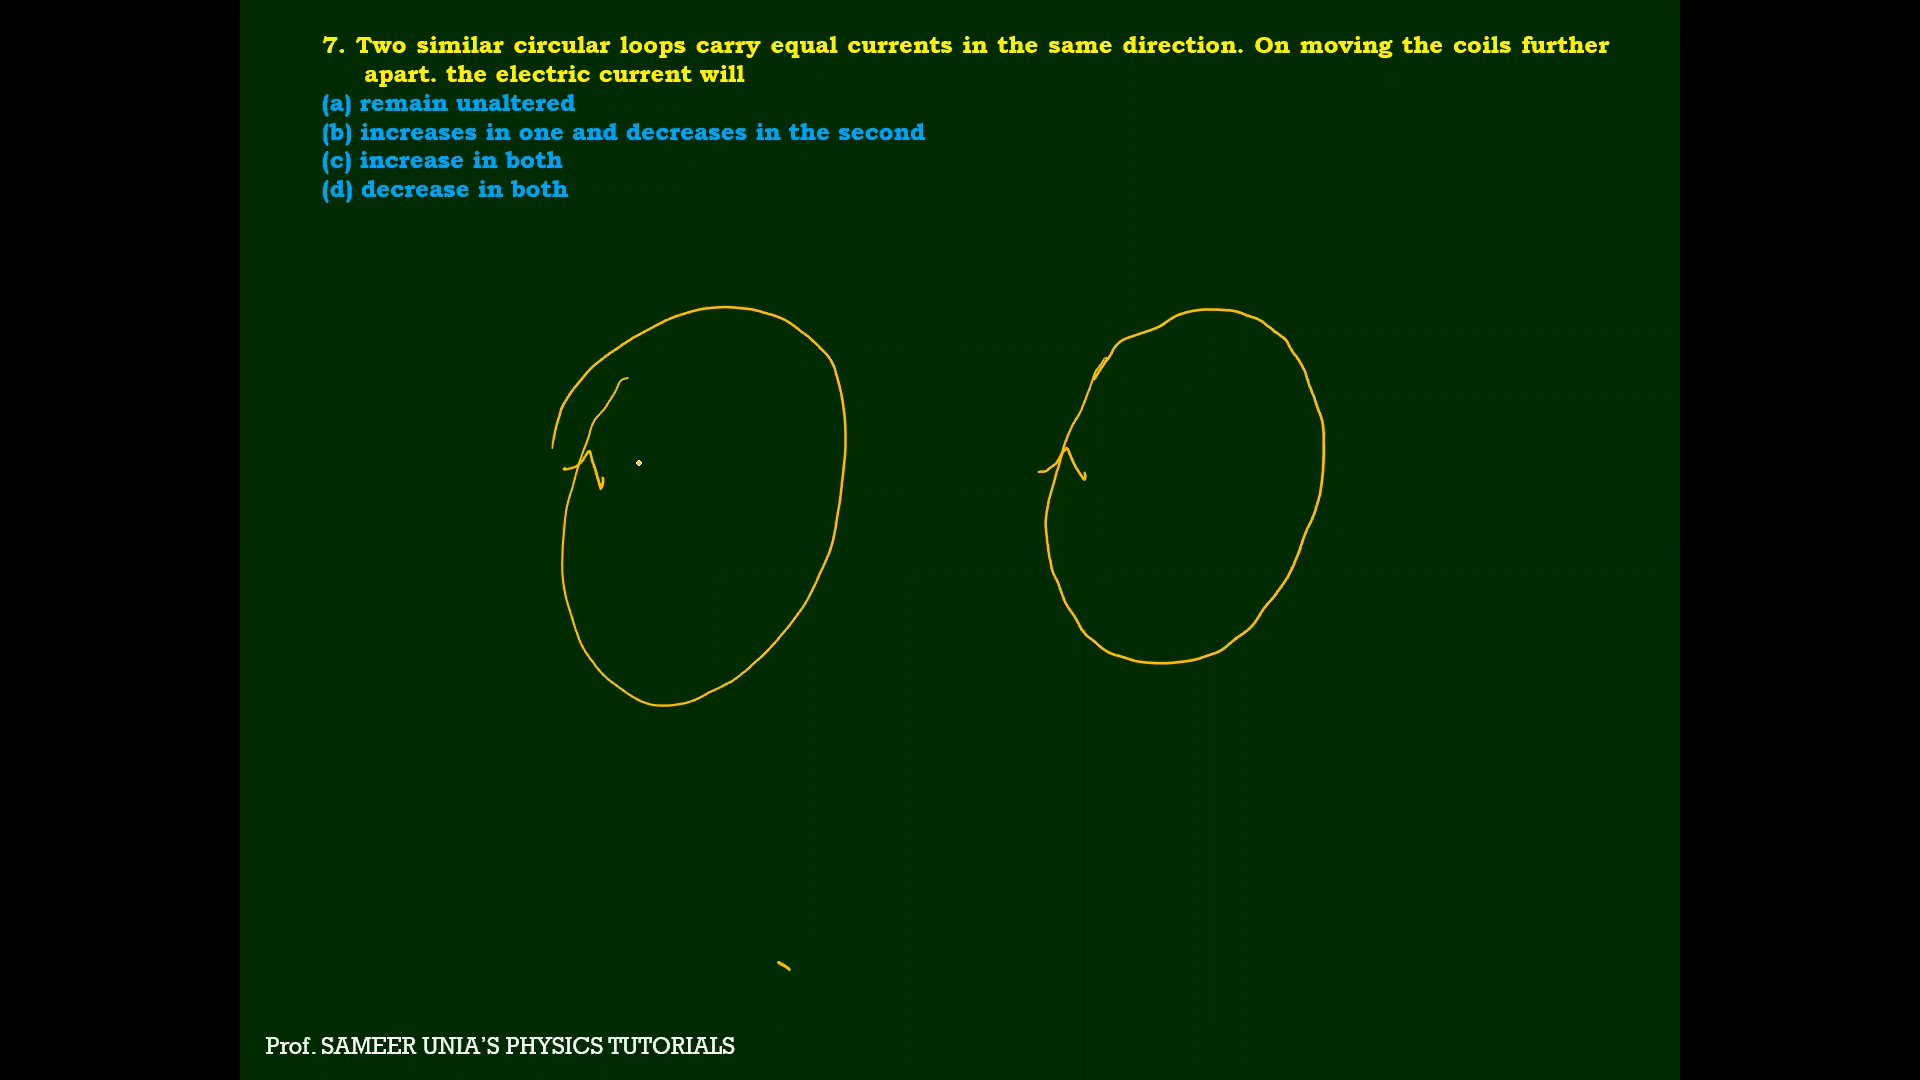 7. Two similar circular loops carry equal currents in the same direction. On moving the coils further
apart. the electric current will
(a) remain unaltered
(b) increases in one and decreases in the second
(c) increase in both
(d) decrease in both
Prof. SAMEER UNIA’S PHYSICS TUTORIALS